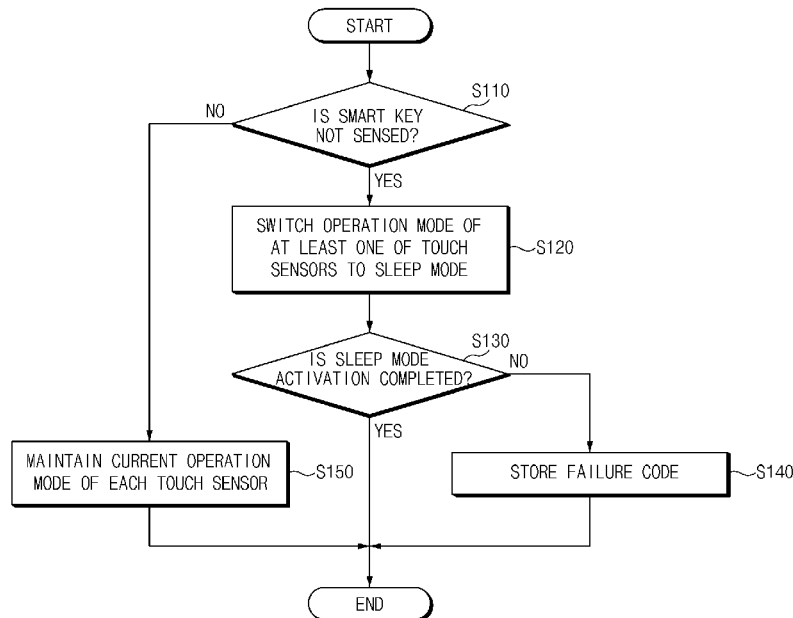 START
S110
NO
IS SMART KEY
NOT SENSED?
YES
SWITCH OPERATION MODE OF
AT LEAST ONE OF TOUCH
SENSORS TO SLEEP MODE
S120
S130
IS SLEEP MODE
ACTIVATION COMPLETED?
NO
YES
MAINTAIN CURRENT OPERATION
MODE OF EACH TOUCH SENSOR
S150
STORE FAILURE CODE
S140
END